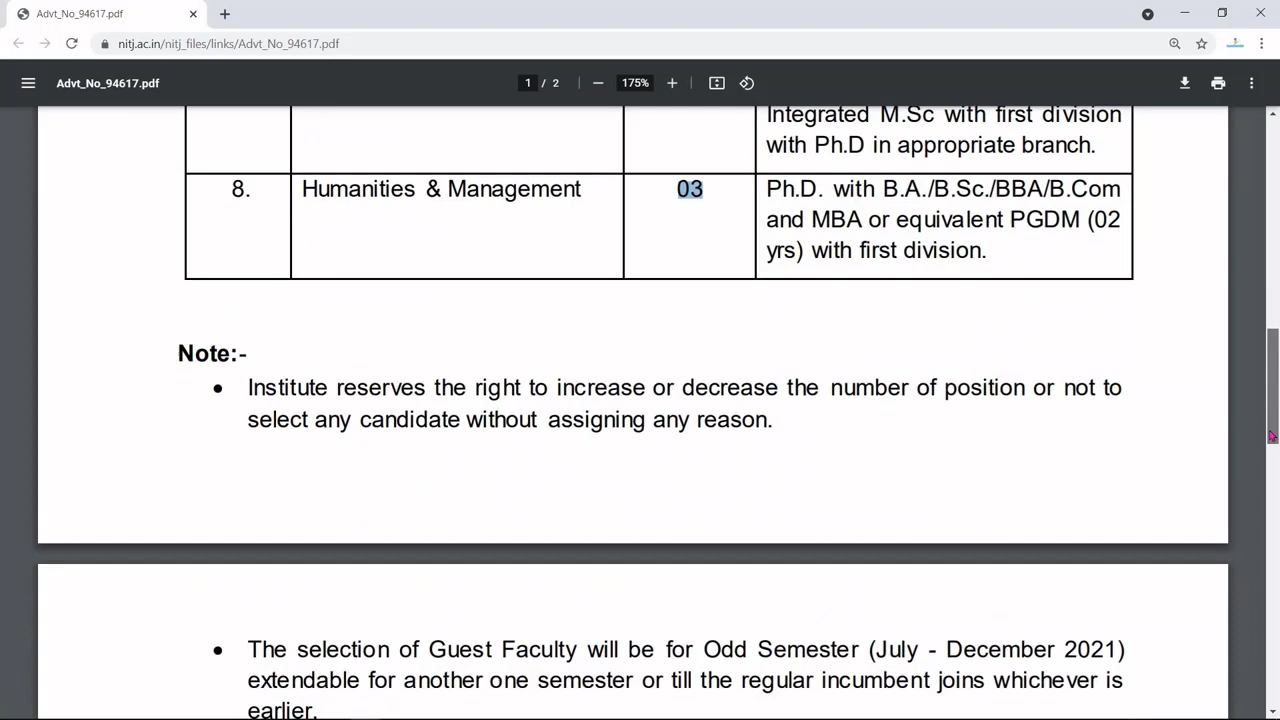 Advt_No_94617.pdf
nitj.ac.in/nitj_files/links/Advt_No_94617.pdf
Advt_No_94617.pdf
1 / 2
175%
Integrated M.Sc with first division
with Ph.D in appropriate branch.
8. Humanities & Management 03 Ph.D. with B.A./B.Sc./BBA/B.Com
and MBA or equivalent PGDM (02
yrs) with first division.
Note:-
• Institute reserves the right to increase or decrease the number of position or not to
select any candidate without assigning any reason.
• The selection of Guest Faculty will be for Odd Semester (July - December 2021)
extendable for another one semester or till the regular incumbent joins whichever is
earlier.